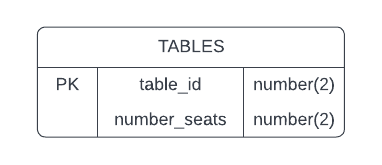 TABLES
PK table_id number(2)
number_seats number(2)